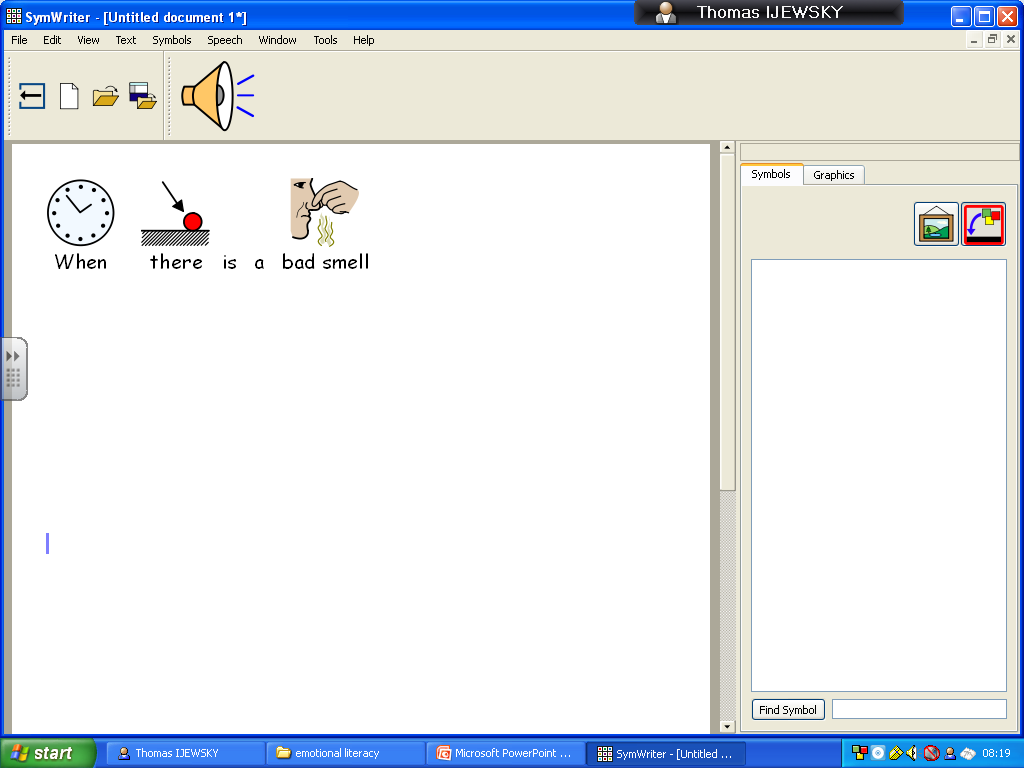 SymWriter - [Untitled document 1*]
Thomas IJEWSKY
File Edit View Text Symbols Speech Window Tools Help
Symbols Graphics
When there is a bad smell
Find Symbol
start Thomas IJEWSKY emotional literacy Microsoft PowerPoint ... SymWriter - [Untitled ... 08:19